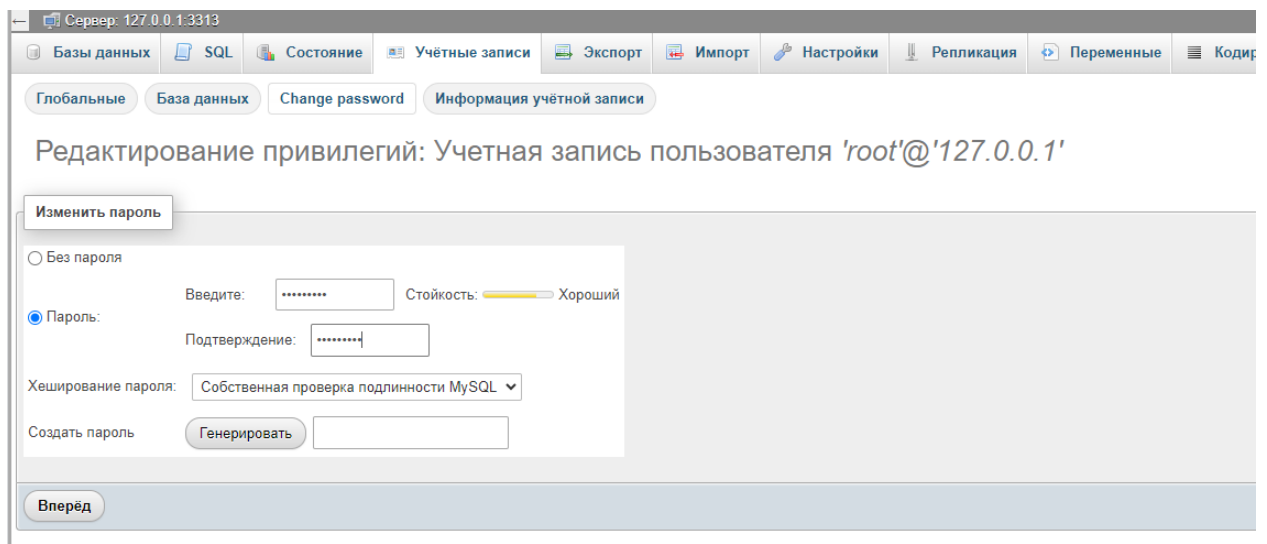 ← Сервер: 127.0.0.1:3313
Базы данных SQL Состояние Учётные записи Экспорт Импорт Настройки Репликация Переменные Кодир
Глобальные База данных Change password Информация учётной записи
Редактирование привилегий: Учетная запись пользователя 'root'@'127.0.0.1'
Изменить пароль
Без пароля
Введите: ••••••••• Стойкость: Хороший
Пароль:
Подтверждение: •••••••••
Хеширование пароля: Собственная проверка подлинности MySQL
Создать пароль Генерировать
Вперёд